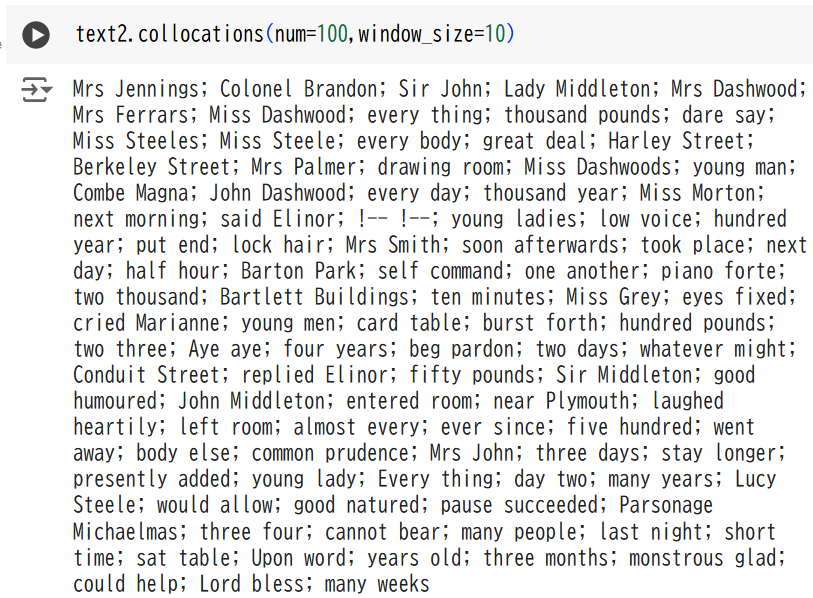 text2.collocations(num=100,window_size=10)
Mrs Jennings; Colonel Brandon; Sir John; Lady Middleton; Mrs Dashwood;
Mrs Ferrars; Miss Dashwood; every thing; thousand pounds; dare say;
Miss Steeles; Miss Steele; every body; great deal; Harley Street;
Berkeley Street; Mrs Palmer; drawing room; Miss Dashwoods; young man;
Combe Magna; John Dashwood; every day; thousand year; Miss Morton;
next morning; said Elinor; !-- !--; young ladies; low voice; hundred
year; put end; lock hair; Mrs Smith; soon afterwards; took place; next
day; half hour; Barton Park; self command; one another; piano forte;
two thousand; Bartlett Buildings; ten minutes; Miss Grey; eyes fixed;
cried Marianne; young men; card table; burst forth; hundred pounds;
two three; Aye aye; four years; beg pardon; two days; whatever might;
Conduit Street; replied Elinor; fifty pounds; Sir Middleton; good
humoured; John Middleton; entered room; near Plymouth; laughed
heartily; left room; almost every; ever since; five hundred; went
away; body else; common prudence; Mrs John; three days; stay longer;
presently added; young lady; Every thing; day two; many years; Lucy
Steele; would allow; good natured; pause succeeded; Parsonage
Michaelmas; three four; cannot bear; many people; last night; short
time; sat table; Upon word; years old; three months; monstrous glad;
could help; Lord bless; many weeks